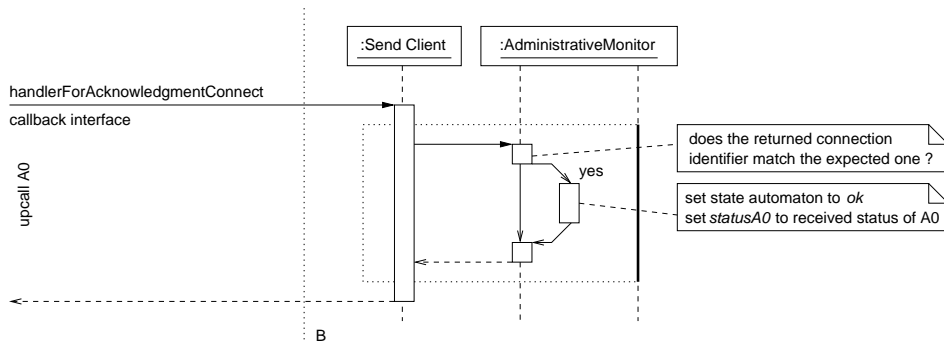 :Send Client
:AdministrativeMonitor
handlerForAcknowledgmentConnect
callback interface
upcall A0
does the returned connection
identifier match the expected one ?
yes
set state automaton to ok
set statusA0 to received status of A0
B